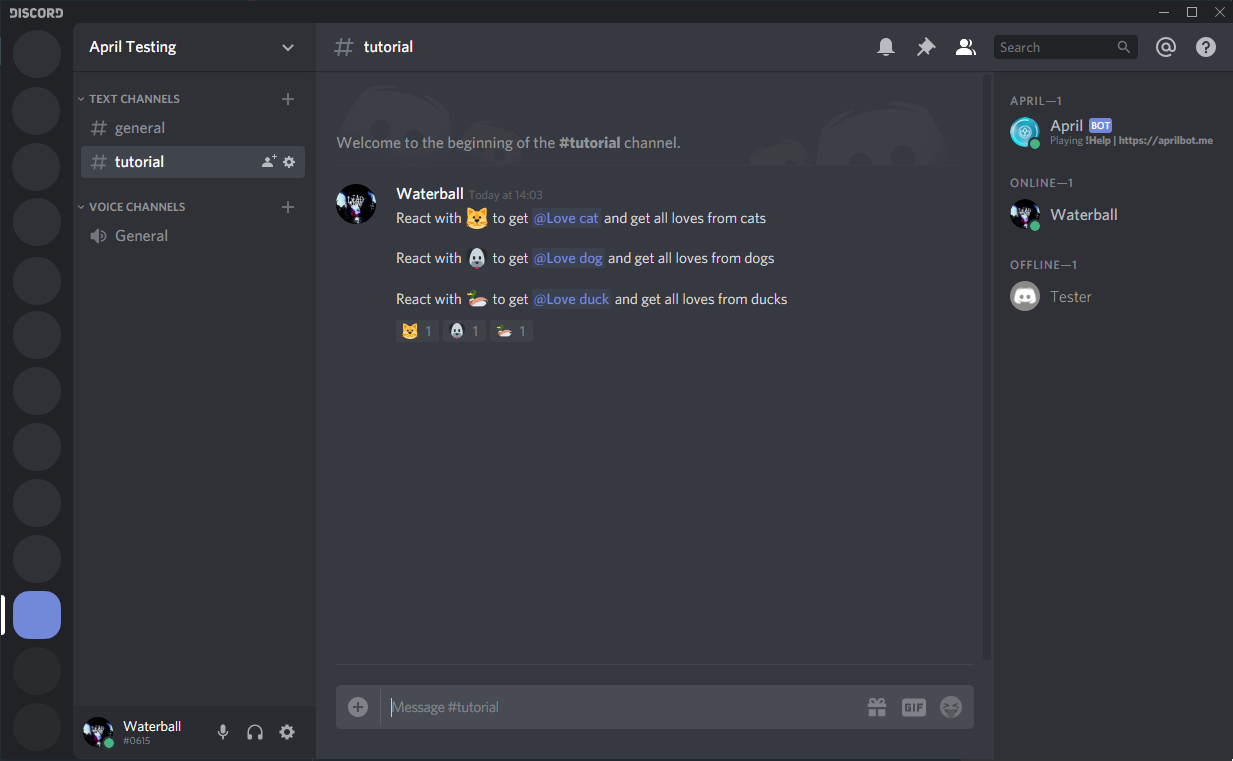 DISCORD
April Testing
TEXT CHANNELS
general
tutorial
VOICE CHANNELS
General
Waterball
#0615
# tutorial
Search
Welcome to the beginning of the #tutorial channel.
Waterball Today at 14:03
React with to get @Love cat and get all loves from cats
React with to get @Love dog and get all loves from dogs
React with to get @Love duck and get all loves from ducks
1 1 1
Message #tutorial
GIF
APRIL—1
April BOT
Playing !Help | https://aprilbot.me
ONLINE—1
Waterball
OFFLINE—1
Tester